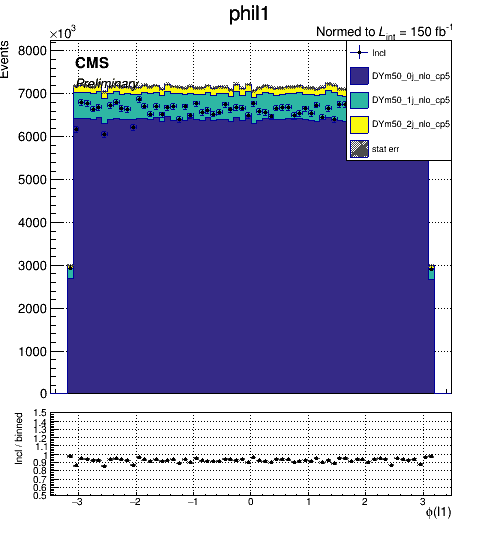 phil1
Normed to L_int = 150 fb^-1
×10^3
Events
8000
7000
6000
5000
4000
3000
2000
1000
0
CMS
Preliminary
Incl
DYm50_0j_nlo_cp5
DYm50_1j_nlo_cp5
DYm50_2j_nlo_cp5
stat err
Incl / binned
1.5
1.4
1.3
1.2
1.1
1
0.9
0.8
0.7
0.6
0.5
−3 −2 −1 0 1 2 3
ϕ(l1)